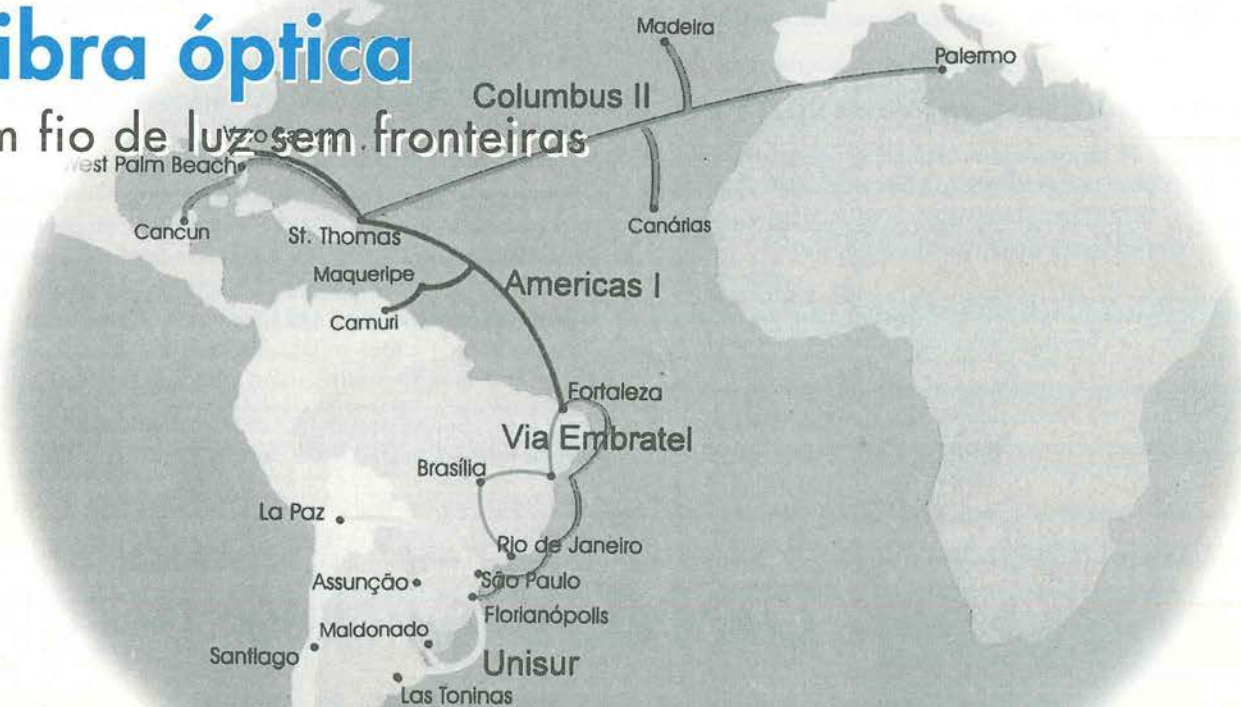 ibra óptica
m fio de luz sem fronteiras
Madeira
Palermo
Columbus II
West Palm Beach
Cancun
St. Thomas
Canárias
Maqueripe
Americas I
Camuri
Fortaleza
Via Embratel
Brasília
La Paz
Rio de Janeiro
Assunção
São Paulo
Florianópolis
Maldonado
Santiago
Unisur
Las Toninas